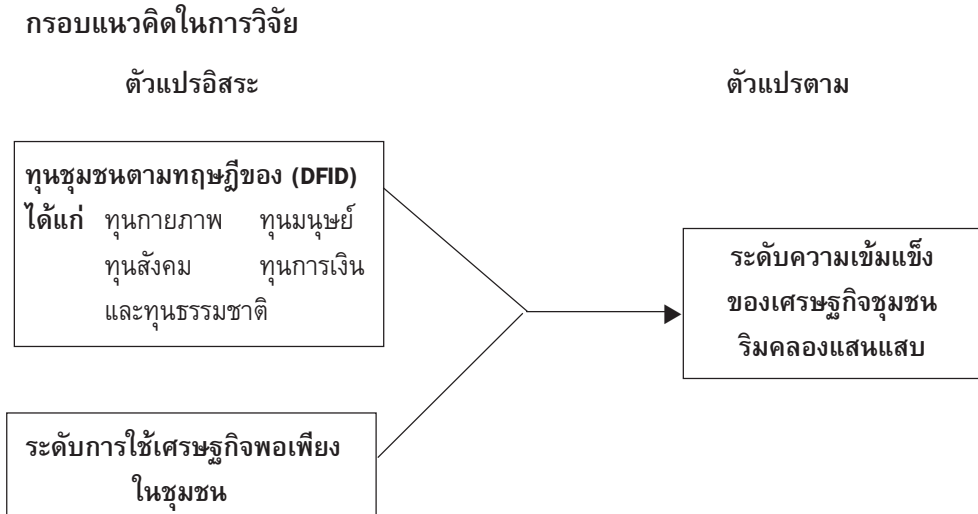 กรอบแนวคิดในการวิจัย
ตัวแปรอิสระ ตัวแปรตาม
ทุนชุมชนตามทฤษฎีของ (DFID)
ได้แก่ ทุนกายภาพ ทุนมนุษย์
ทุนสังคม ทุนการเงิน
และทุนธรรมชาติ
ระดับการใช้เศรษฐกิจพอเพียง
ในชุมชน
ระดับความเข้มแข็ง
ของเศรษฐกิจชุมชน
ริมคลองแสนแสบ